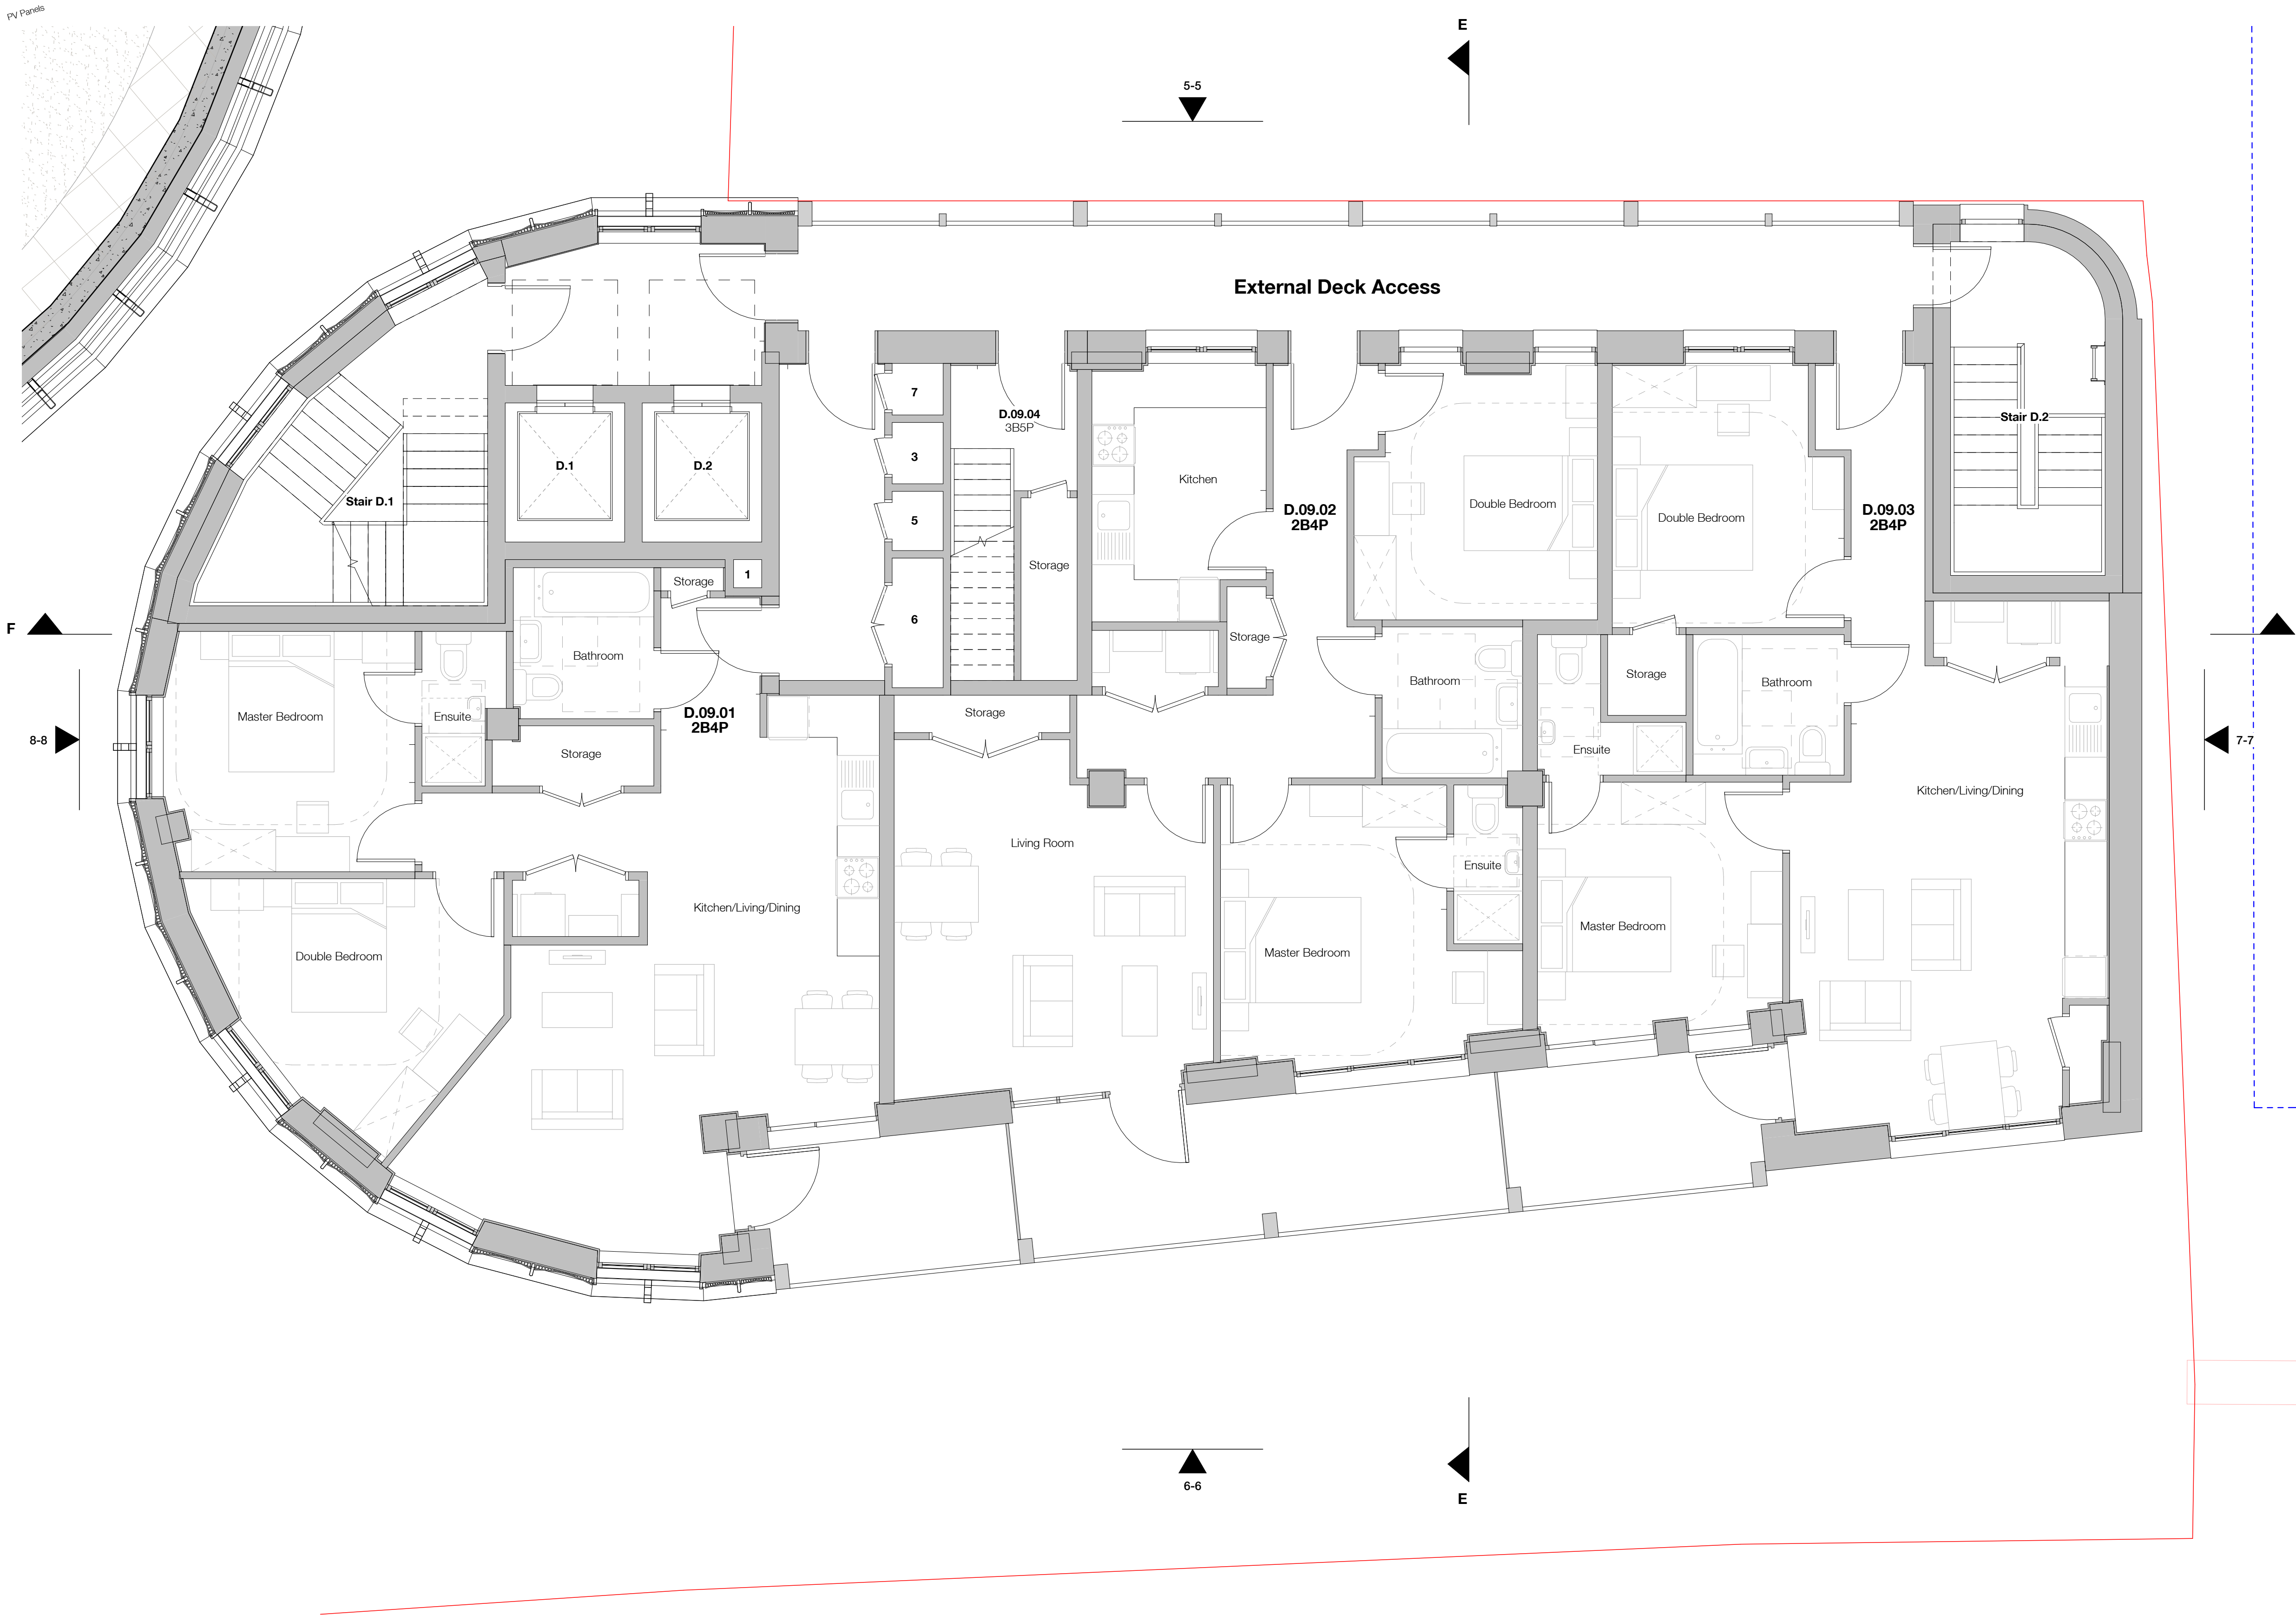 PV Panels
E
5-5
External Deck Access
7
D.09.04
3B5P
Stair D.2
3
D.1
D.2
Kitchen
Stair D.1
Double Bedroom
D.09.02
2B4P
Double Bedroom
D.09.03
2B4P
5
Storage
1
Storage
6
F
Storage
Bathroom
Bathroom
Storage
Bathroom
Master Bedroom
Ensuite
D.09.01
2B4P
Storage
8-8
7-7
Storage
Ensuite
Kitchen/Living/Dining
Living Room
Ensuite
Kitchen/Living/Dining
Master Bedroom
Double Bedroom
Master Bedroom
6-6
E